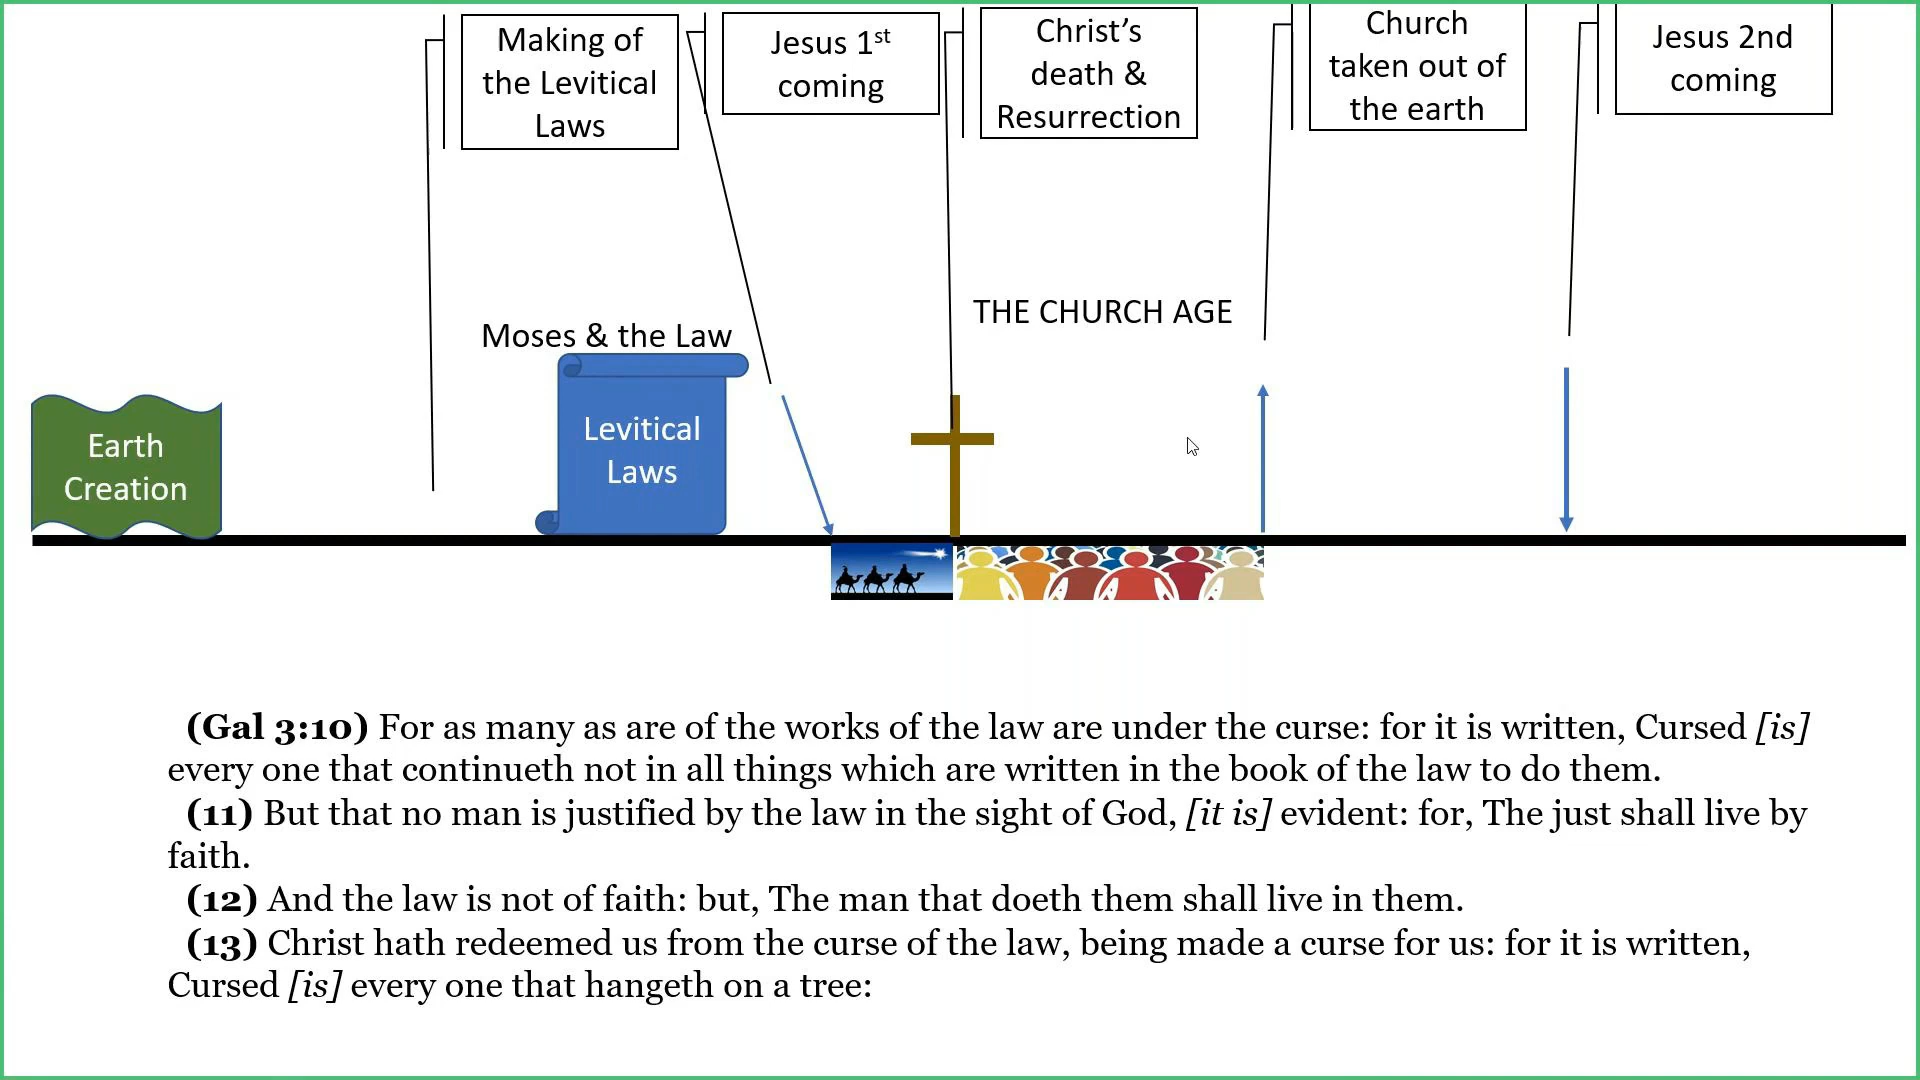 Making of
the Levitical
Laws
Jesus 1st
coming
Christ’s
death &
Resurrection
Church
taken out of
the earth
Jesus 2nd
coming
THE CHURCH AGE
Moses & the Law
Levitical
Laws
Earth
Creation
(Gal 3:10) For as many as are of the works of the law are under the curse: for it is written, Cursed [is]
every one that continueth not in all things which are written in the book of the law to do them.
(11) But that no man is justified by the law in the sight of God, [it is] evident: for, The just shall live by
faith.
(12) And the law is not of faith: but, The man that doeth them shall live in them.
(13) Christ hath redeemed us from the curse of the law, being made a curse for us: for it is written,
Cursed [is] every one that hangeth on a tree: